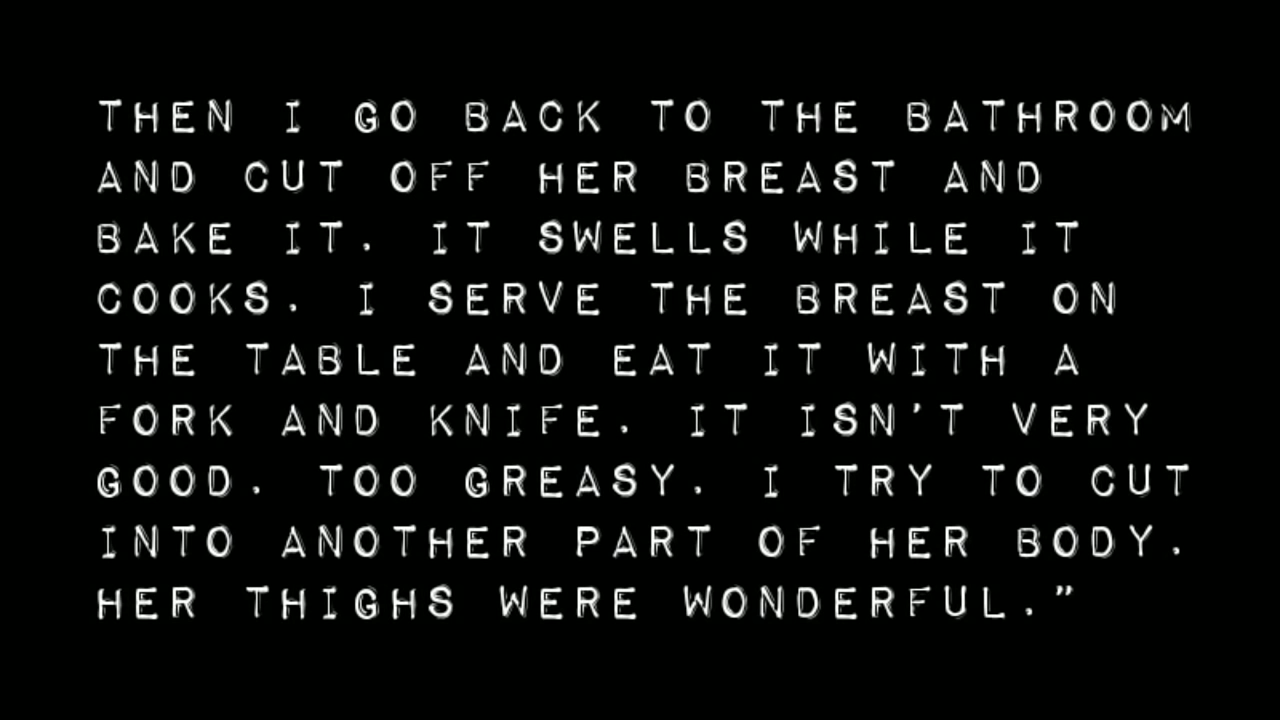 THEN I GO BACK TO THE BATHROOM
AND CUT OFF HER BREAST AND
BAKE IT. IT SWELLS WHILE IT
COOKS. I SERVE THE BREAST ON
THE TABLE AND EAT IT WITH A
FORK AND KNIFE. IT ISN'T VERY
GOOD. TOO GREASY. I TRY TO CUT
INTO ANOTHER PART OF HER BODY.
HER THIGHS WERE WONDERFUL.”